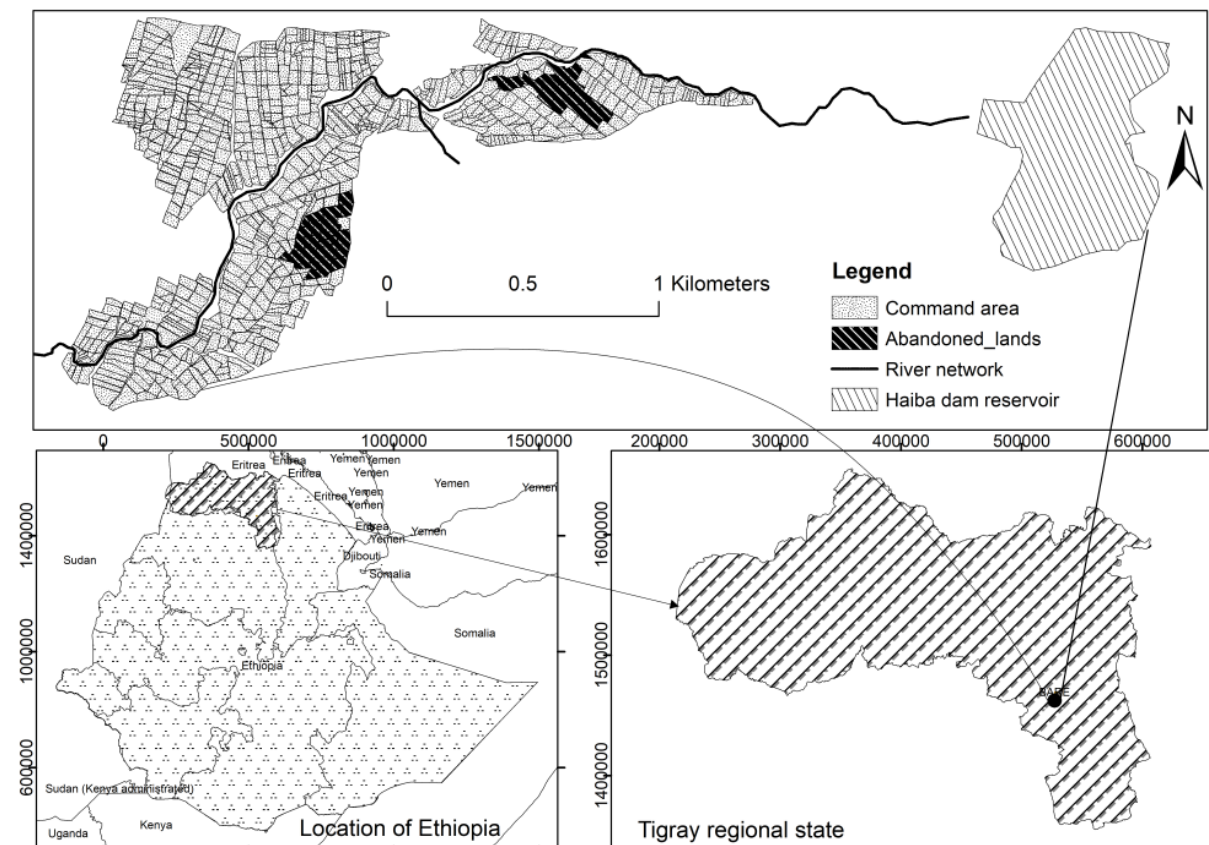 N
0 0.5 1 Kilometers
Legend
Command area
Abandoned_lands
River network
Haiba dam reservoir
0 500000 1000000 1500000
200000 300000 400000 500000 600000
1400000
1000000
600000
Eritrea
Eritrea
Eritrea
Eritrea
Eritrea
Yemen
Yemen
Yemen
Yemen
Yemen
Yemen
Yemen
Yemen
Yemen
Sudan
Djibouti
Somalia
Somalia
Ethiopia
Sudan (Kenya administrated)
Uganda
Kenya
Location of Ethiopia
1600000
1500000
1400000
Tigray regional state